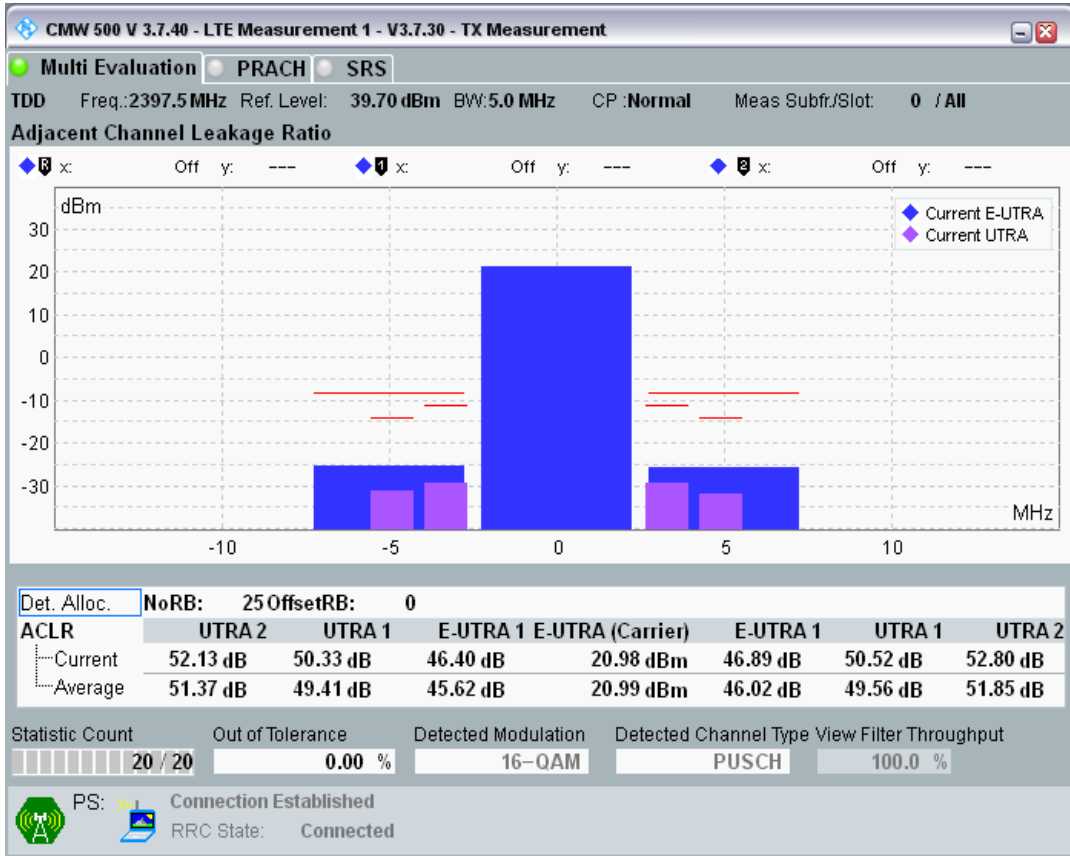 CMW 500 V 3.7.40 - LTE Measurement 1 - V3.7.30 - TX Measurement
Multi Evaluation PRACH SRS
TDD Freq.:2397.5 MHz Ref. Level: 39.70 dBm BW:5.0 MHz CP :Normal Meas Subfr./Slot: 0 / All
Adjacent Channel Leakage Ratio
R x: Off y: --- 1 x: Off y: --- 2 x: Off y: ---
dBm
Current E-UTRA
Current UTRA
30
20
10
0
-10
-20
-30
MHz
-10 -5 0 5 10
Det. Alloc. NoRB: 25 OffsetRB: 0
ACLR UTRA 2 UTRA 1 E-UTRA 1 E-UTRA (Carrier) E-UTRA 1 UTRA 1 UTRA 2
Current 52.13 dB 50.33 dB 46.40 dB 20.98 dBm 46.89 dB 50.52 dB 52.80 dB
Average 51.37 dB 49.41 dB 45.62 dB 20.99 dBm 46.02 dB 49.56 dB 51.85 dB
Statistic Count Out of Tolerance Detected Modulation Detected Channel Type View Filter Throughput
20 / 20 0.00 % 16-QAM PUSCH 100.0 %
PS: Connection Established
RRC State: Connected